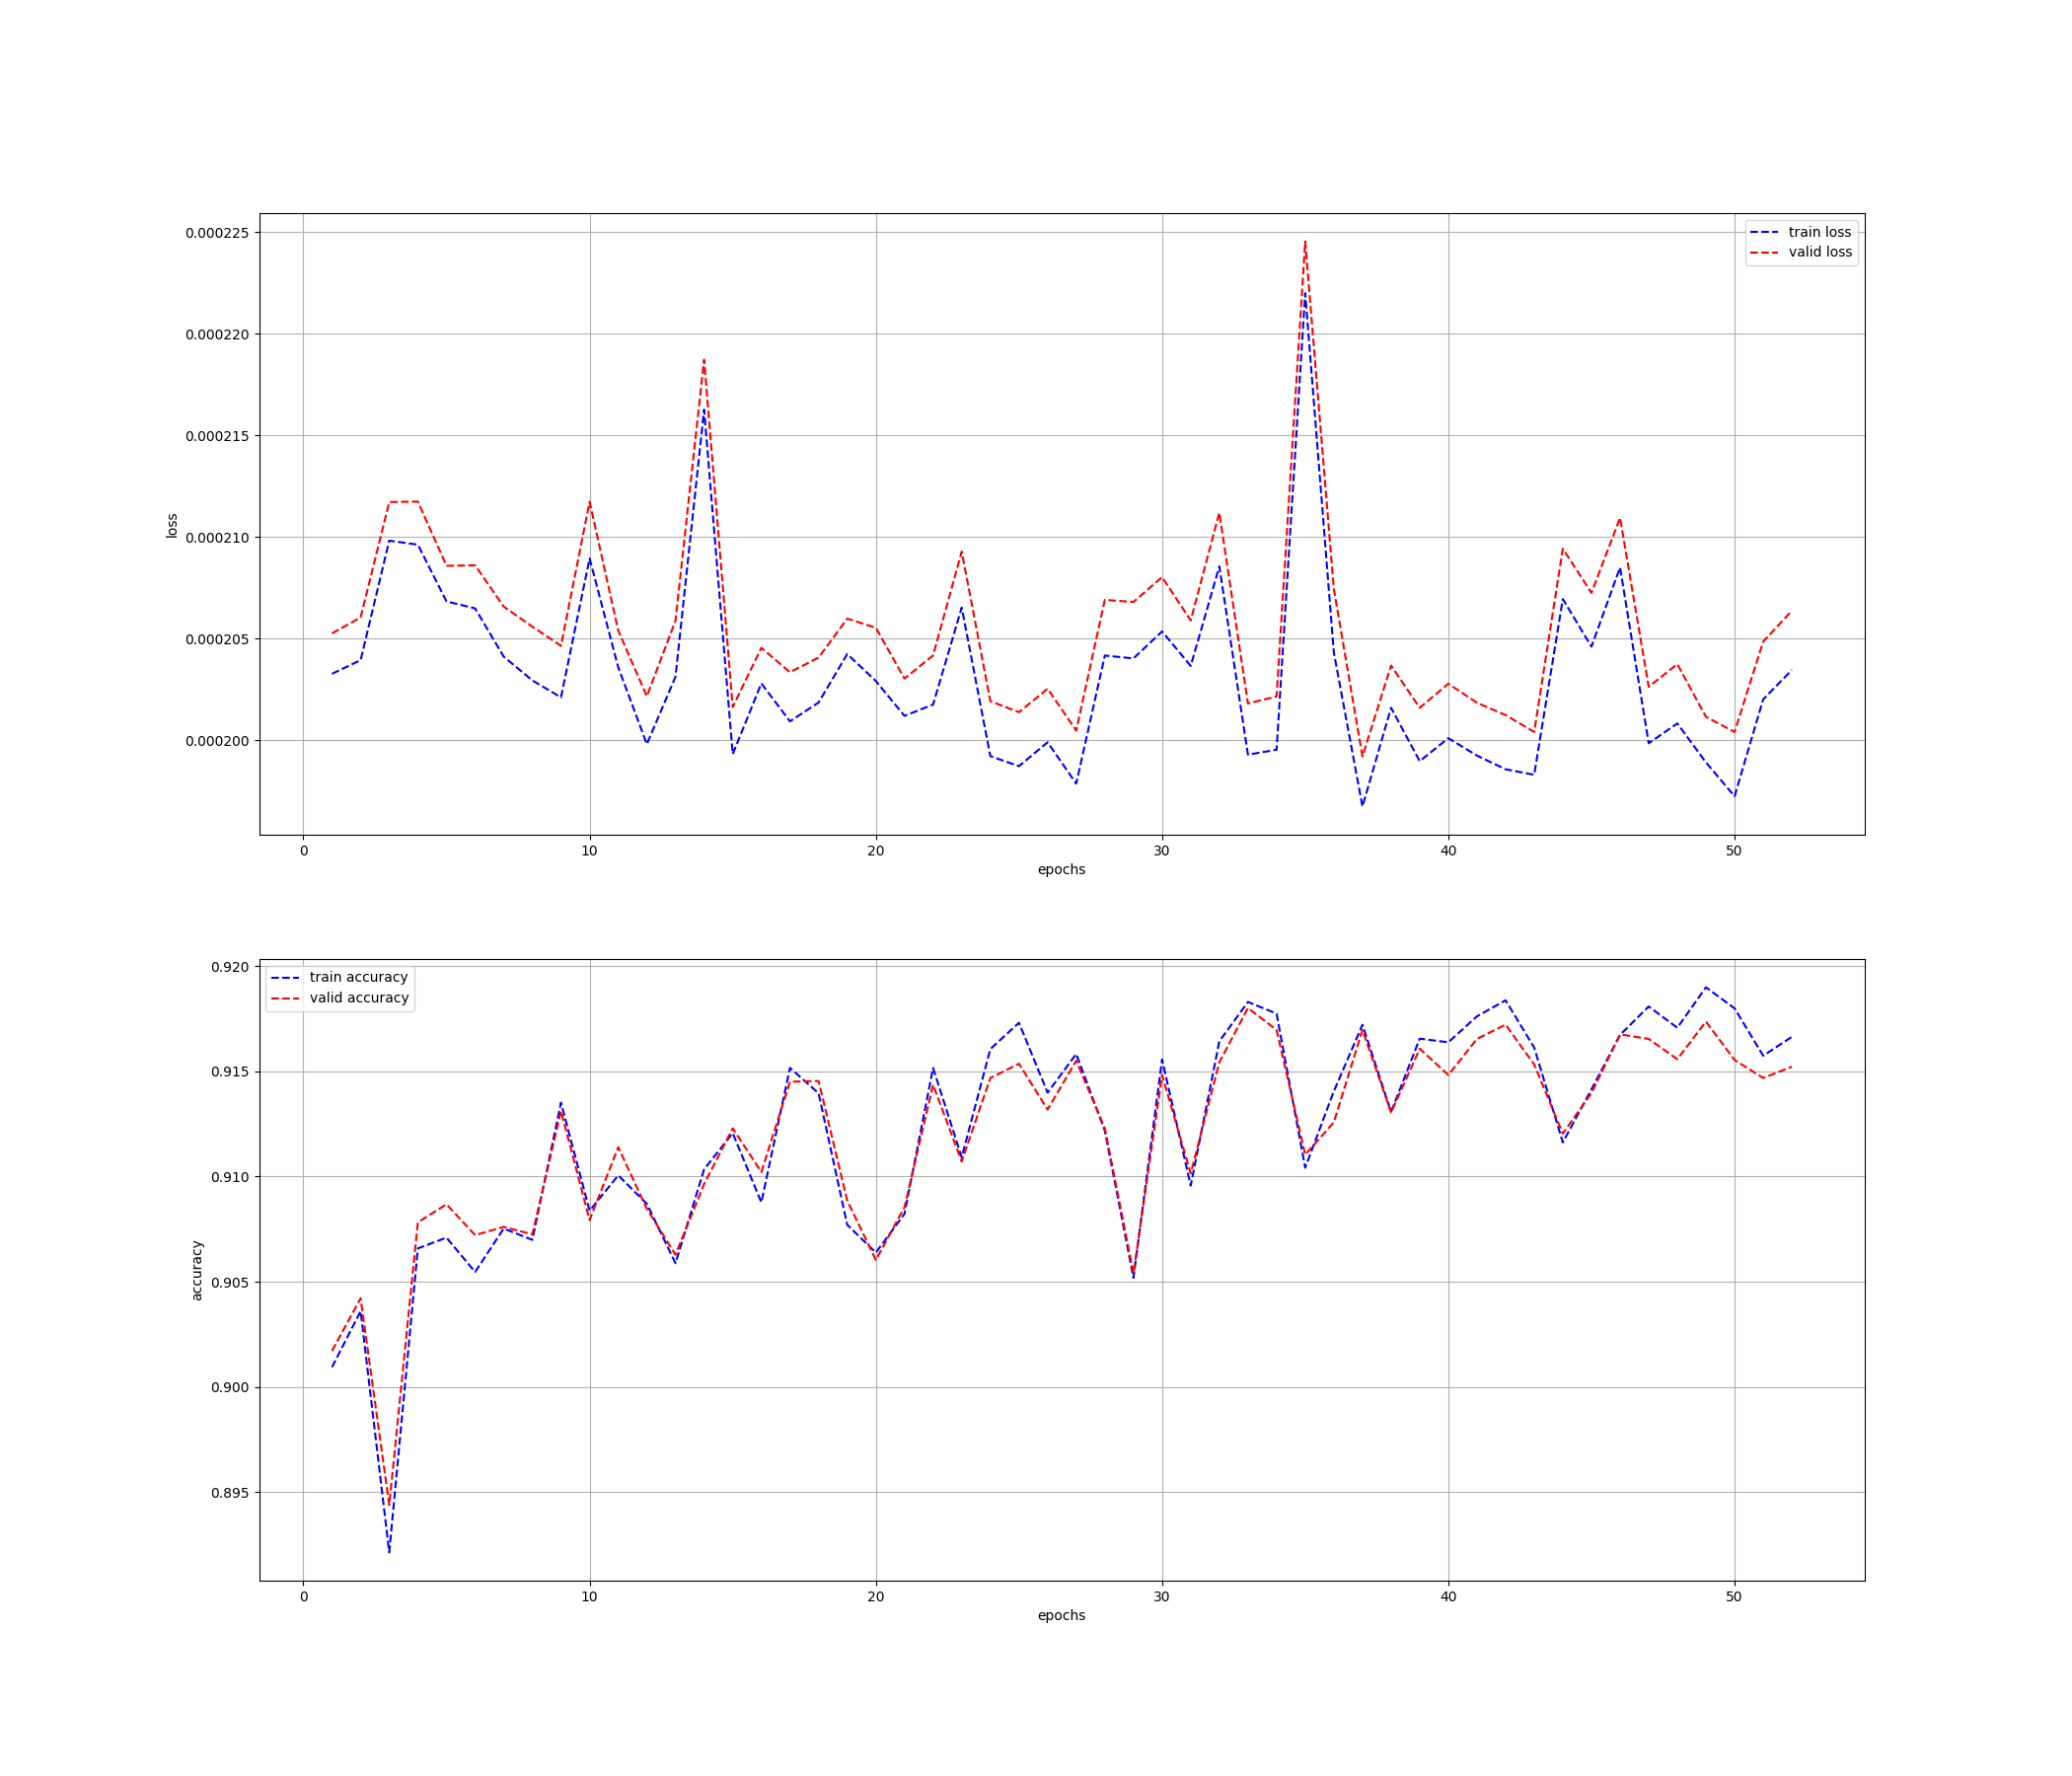 0.000225
0.000220
0.000215
0.000210
0.000205
0.000200
loss
train loss
valid loss
0 10 20 30 40 50
epochs
0.920
0.915
0.910
0.905
0.900
0.895
accuracy
train accuracy
valid accuracy
0 10 20 30 40 50
epochs